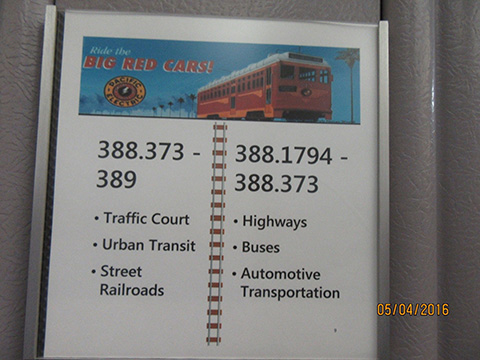 Ride the
BIG RED CARS!
PACIFIC
ELECTRIC
388.373 -
389
• Traffic Court
• Urban Transit
• Street
Railroads
388.1794 -
388.373
• Highways
• Buses
• Automotive
Transportation
05/04/2016